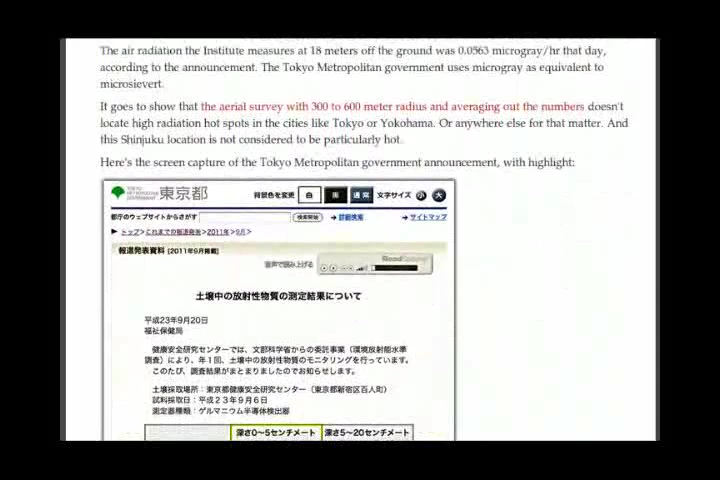 The air radiation the Institute measures at 18 meters off the ground was 0.0563 microgray/hr that day,
according to the announcement. The Tokyo Metropolitan government uses microgray as equivalent to
microsievert.
It goes to show that the aerial survey with 300 to 600 meter radius and averaging out the numbers doesn't
locate high radiation hot spots in the cities like Tokyo or Yokohama. Or anywhere else for that matter. And
this Shinjuku location is not considered to be particularly hot.
Here's the screen capture of the Tokyo Metropolitan government announcement, with highlight:
TOKYO METROPOLITAN GOVERNMENT 東京都 背景色を変更 白 黒 通常 文字サイズ 小 大
都庁のウェブサイトからさがす 検索開始 詳細検索 サイトマップ
トップ>これまでの報道発表>2011年>9月>
報道発表資料 [2011年9月掲載]
音声で読み上げる
土壌中の放射性物質の測定結果について
平成23年9月20日
福祉保健局
健康安全研究センターでは、文部科学省からの委託事業（環境放射能水準
調査）により、年１回、土壌中の放射性物質のモニタリングを行っています。
このたび、調査結果がまとまりましたのでお知らせします。
土壌採取場所：東京都健康安全研究センター（東京都新宿区百人町）
試料採取日：平成２３年９月６日
測定器種類：ゲルマニウム半導体検出器
深さ0～5センチメート 深さ5～20センチメート